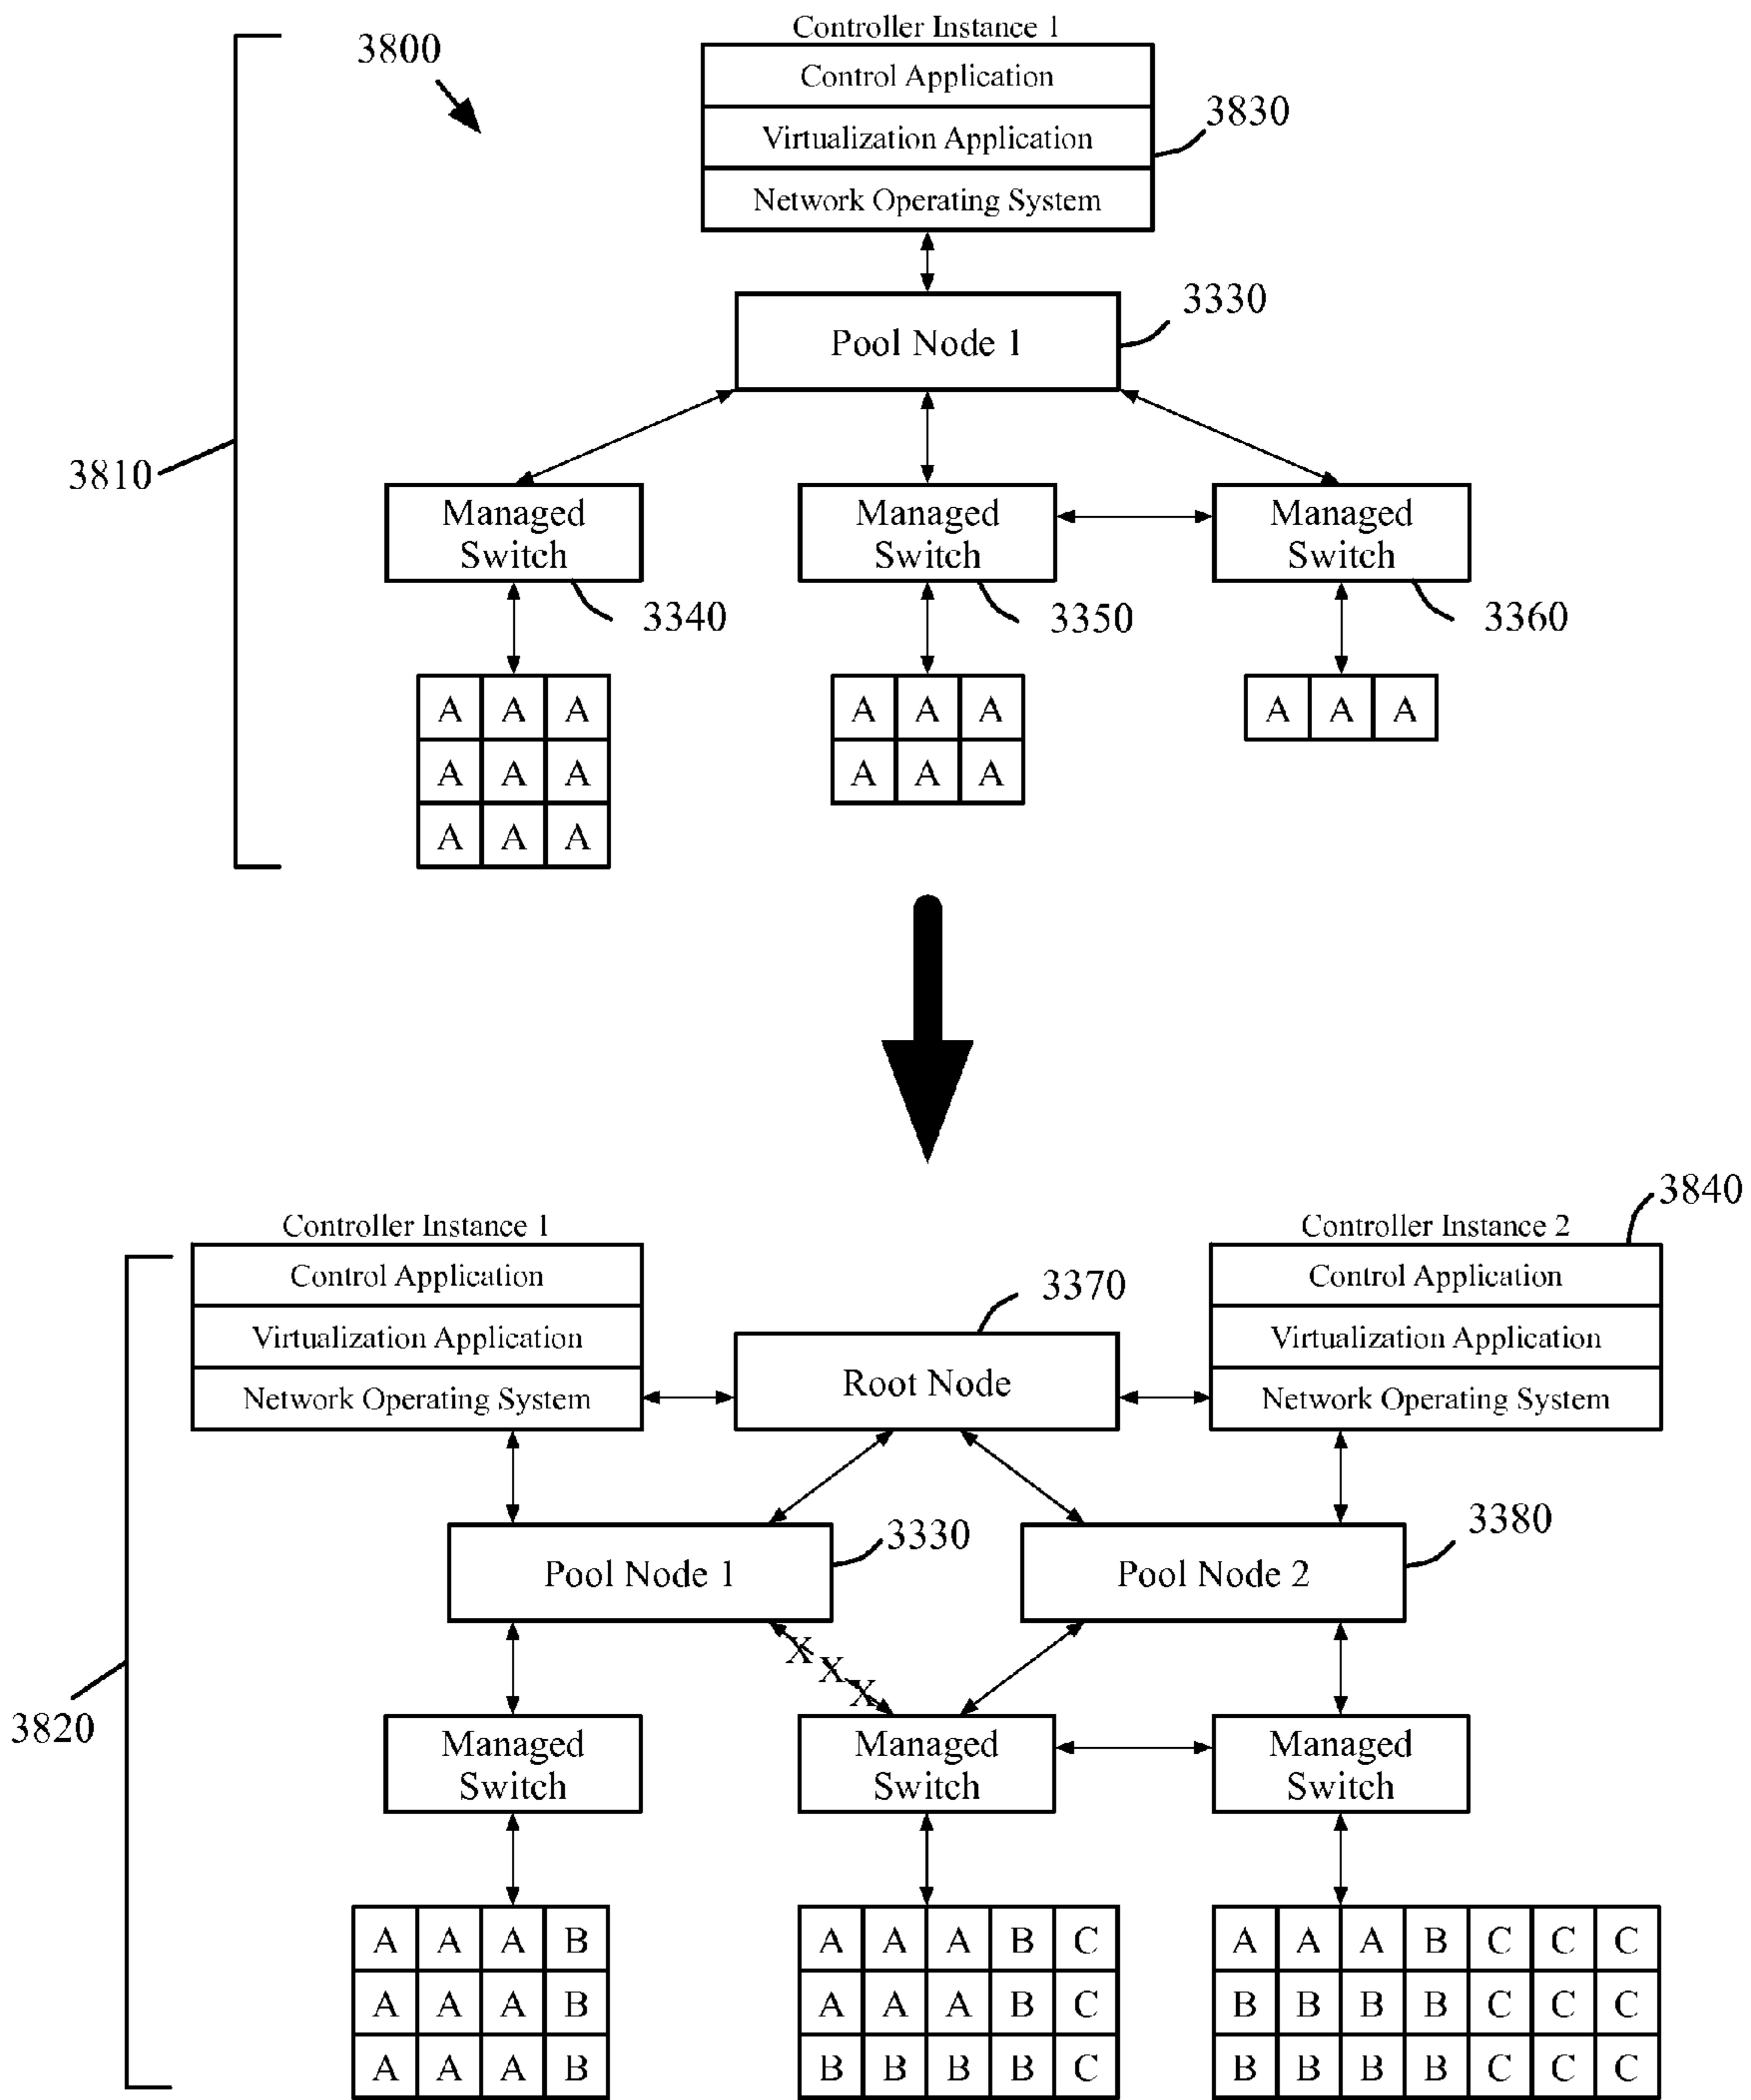 Controller Instance 1
3800
Control Application
3830
Virtualization Application
Network Operating System
3330
Pool Node 1
3810
Managed Switch
Managed Switch
Managed Switch
3340
3350
3360
A A A
A A A
A A A
A A A
A A A
A A A
3840
Controller Instance 1
Controller Instance 2
Control Application
Virtualization Application
Network Operating System
3370
Root Node
Control Application
Virtualization Application
Network Operating System
3330
3380
Pool Node 1
Pool Node 2
X X X
3820
Managed Switch
Managed Switch
Managed Switch
A A A B
A A A B
A A A B
A A A B C
A A A B C
B B B B C
A A A B C C C
B B B B C C C
B B B B C C C